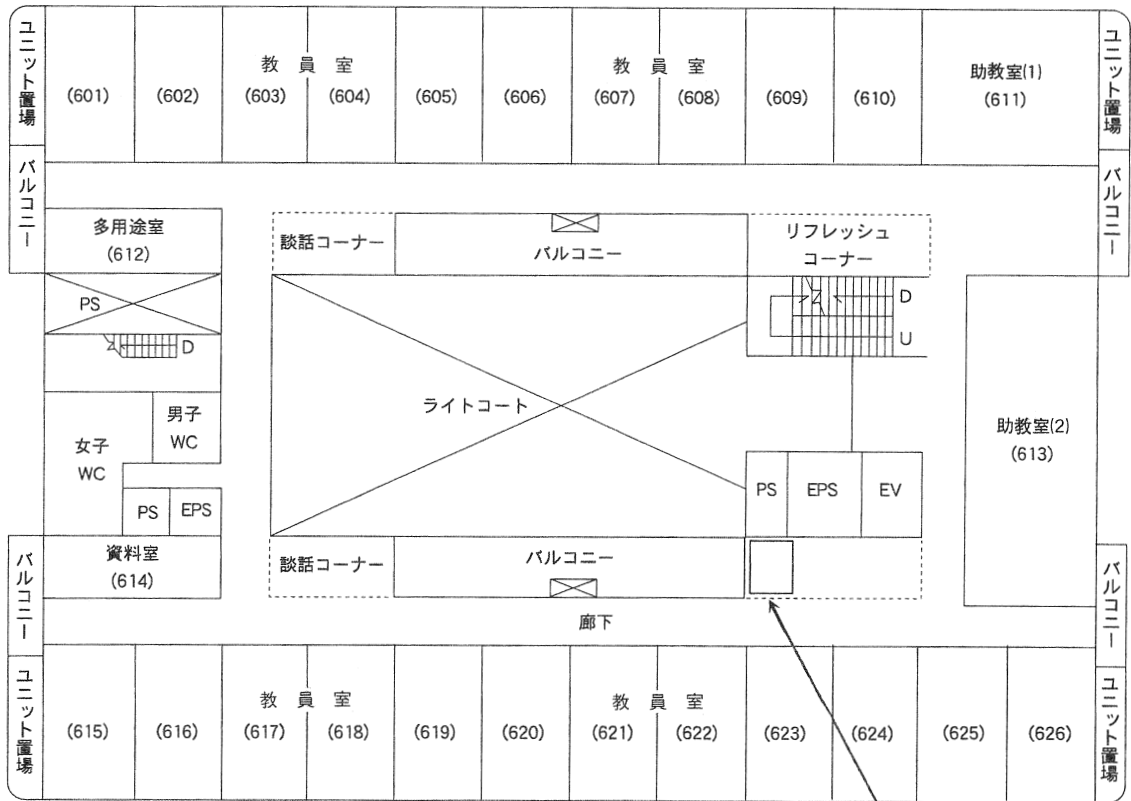 ユニット置場
(601)
(602)
教員室
(603)
(604)
(605)
(606)
教員室
(607)
(608)
(609)
(610)
助教室(1)
(611)
ユニット置場
バルコニー
バルコニー
多用途室
(612)
談話コーナー
バルコニー
リフレッシュ
コーナー
PS
D
D
U
ライトコート
男子
WC
女子
WC
助教室(2)
(613)
PS
EPS
EV
PS
EPS
資料室
(614)
談話コーナー
バルコニー
バルコニー
バルコニー
廊下
ユニット置場
(615)
(616)
教員室
(617)
(618)
(619)
(620)
教員室
(621)
(622)
(623)
(624)
(625)
(626)
ユニット置場